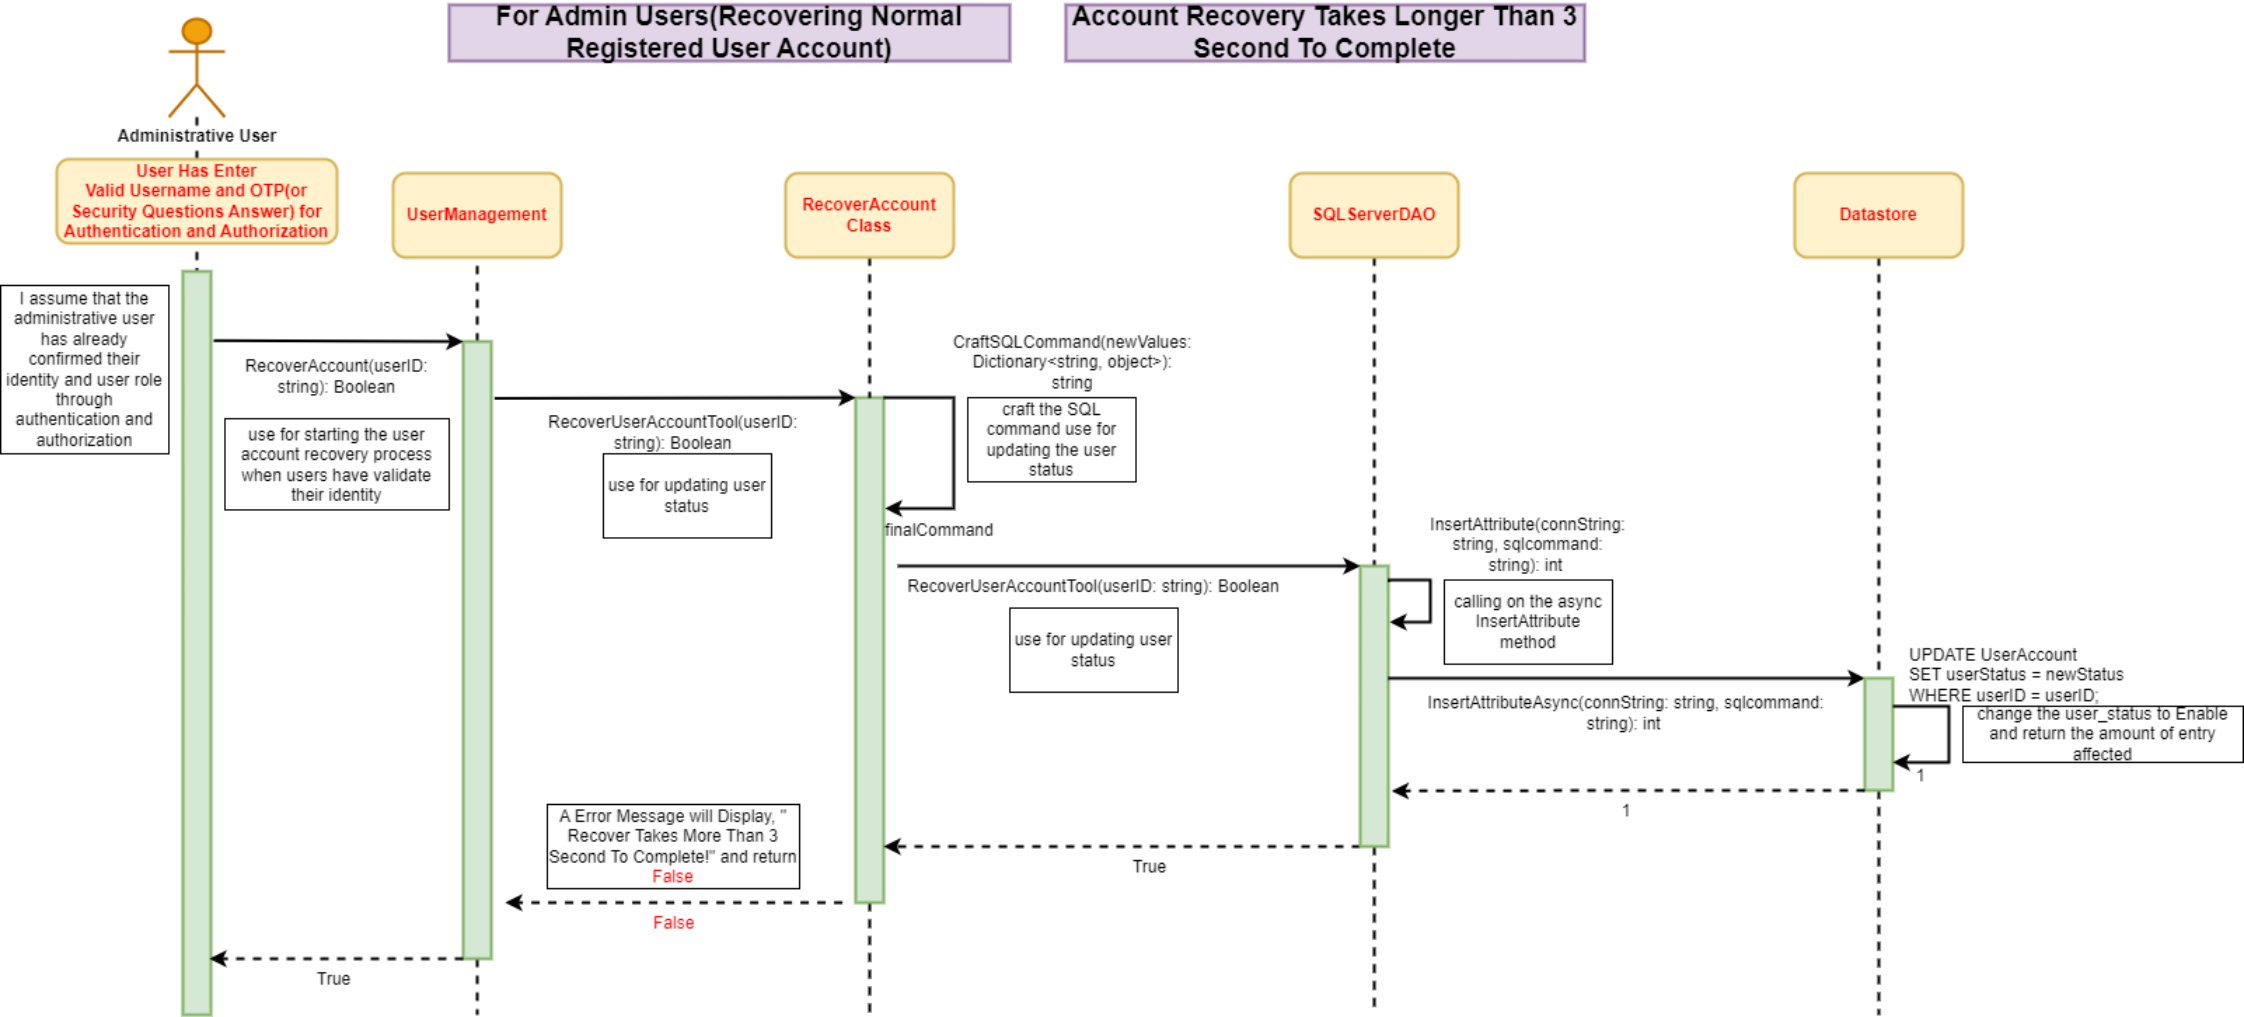 For Admin Users(Recovering Normal
Registered User Account)
Account Recovery Takes Longer Than 3
Second To Complete
Administrative User
User Has Enter
Valid Username and OTP(or
Security Questions Answer) for
Authentication and Authorization
UserManagement
RecoverAccount
Class
SQLServerDAO
Datastore
I assume that the
administrative user
has already
confirmed their
identity and user role
through
authentication and
authorization
RecoverAccount(userID:
string): Boolean
use for starting the user
account recovery process
when users have validate
their identity
RecoverUserAccountTool(userID:
string): Boolean
use for updating user
status
CraftSQLCommand(newValues:
Dictionary<string, object>):
string
craft the SQL
command use for
updating the user
status
finalCommand
RecoverUserAccountTool(userID: string): Boolean
use for updating user
status
InsertAttribute(connString:
string, sqlcommand:
string): int
calling on the async
InsertAttribute
method
InsertAttributeAsync(connString: string, sqlcommand:
string): int
UPDATE UserAccount
SET userStatus = newStatus
WHERE userID = userID;
change the user_status to Enable
and return the amount of entry
affected
1
1
True
A Error Message will Display, "
Recover Takes More Than 3
Second To Complete!" and return
False
False
True